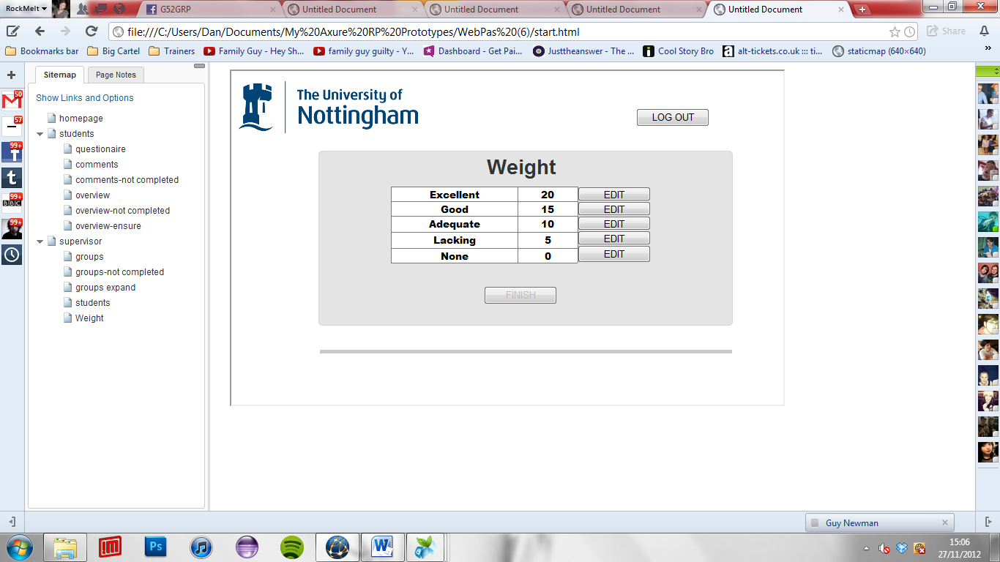 RockMelt
G52GRP
Untitled Document
Untitled Document
Untitled Document
Untitled Document
file:///C:/Users/Dan/Documents/My%20Axure%20RP%20Prototypes/WebPas%20(6)/start.html
Share
Bookmarks bar
Big Cartel
Trainers
Family Guy - Hey Sh...
family guy guilty - Y...
Dashboard - Get Pai...
Justtheanswer - The ...
Cool Story Bro
alt-tickets.co.uk ::: ti...
staticmap (640×640)
»
Sitemap
Page Notes
Show Links and Options
homepage
students
questionaire
comments
comments-not completed
overview
overview-not completed
overview-ensure
supervisor
groups
groups-not completed
groups expand
students
Weight
50
57
99+
99+
BBC
99+
The University of
Nottingham
LOG OUT
Weight
Excellent 20 EDIT
Good 15 EDIT
Adequate 10 EDIT
Lacking 5 EDIT
None 0 EDIT
FINISH
Guy Newman
Ps
15:06
27/11/2012